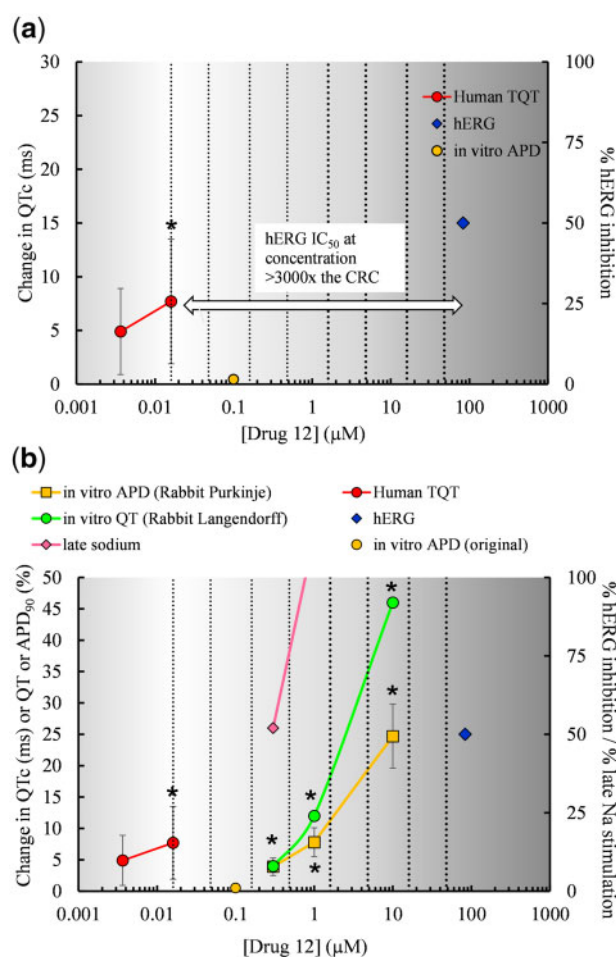 (a)
30
25
20
15
10
5
0
Change in QTc (ms)
100
75
50
25
0
% hERG inhibition
Human TQT
hERG
in vitro APD
*
hERG IC50 at
concentration
>3000x the CRC
0.001 0.01 0.1 1 10 100 1000
[Drug 12] (μM)
(b)
in vitro APD (Rabbit Purkinje)
in vitro QT (Rabbit Langendorff)
late sodium
Human TQT
hERG
in vitro APD (original)
50
45
40
35
30
25
20
15
10
5
0
Change in QTc (ms) or QT or APD90 (%)
100
75
50
25
0
% hERG inhibition / % late Na stimulation
*
*
*
*
*
*
0.001 0.01 0.1 1 10 100 1000
[Drug 12] (μM)